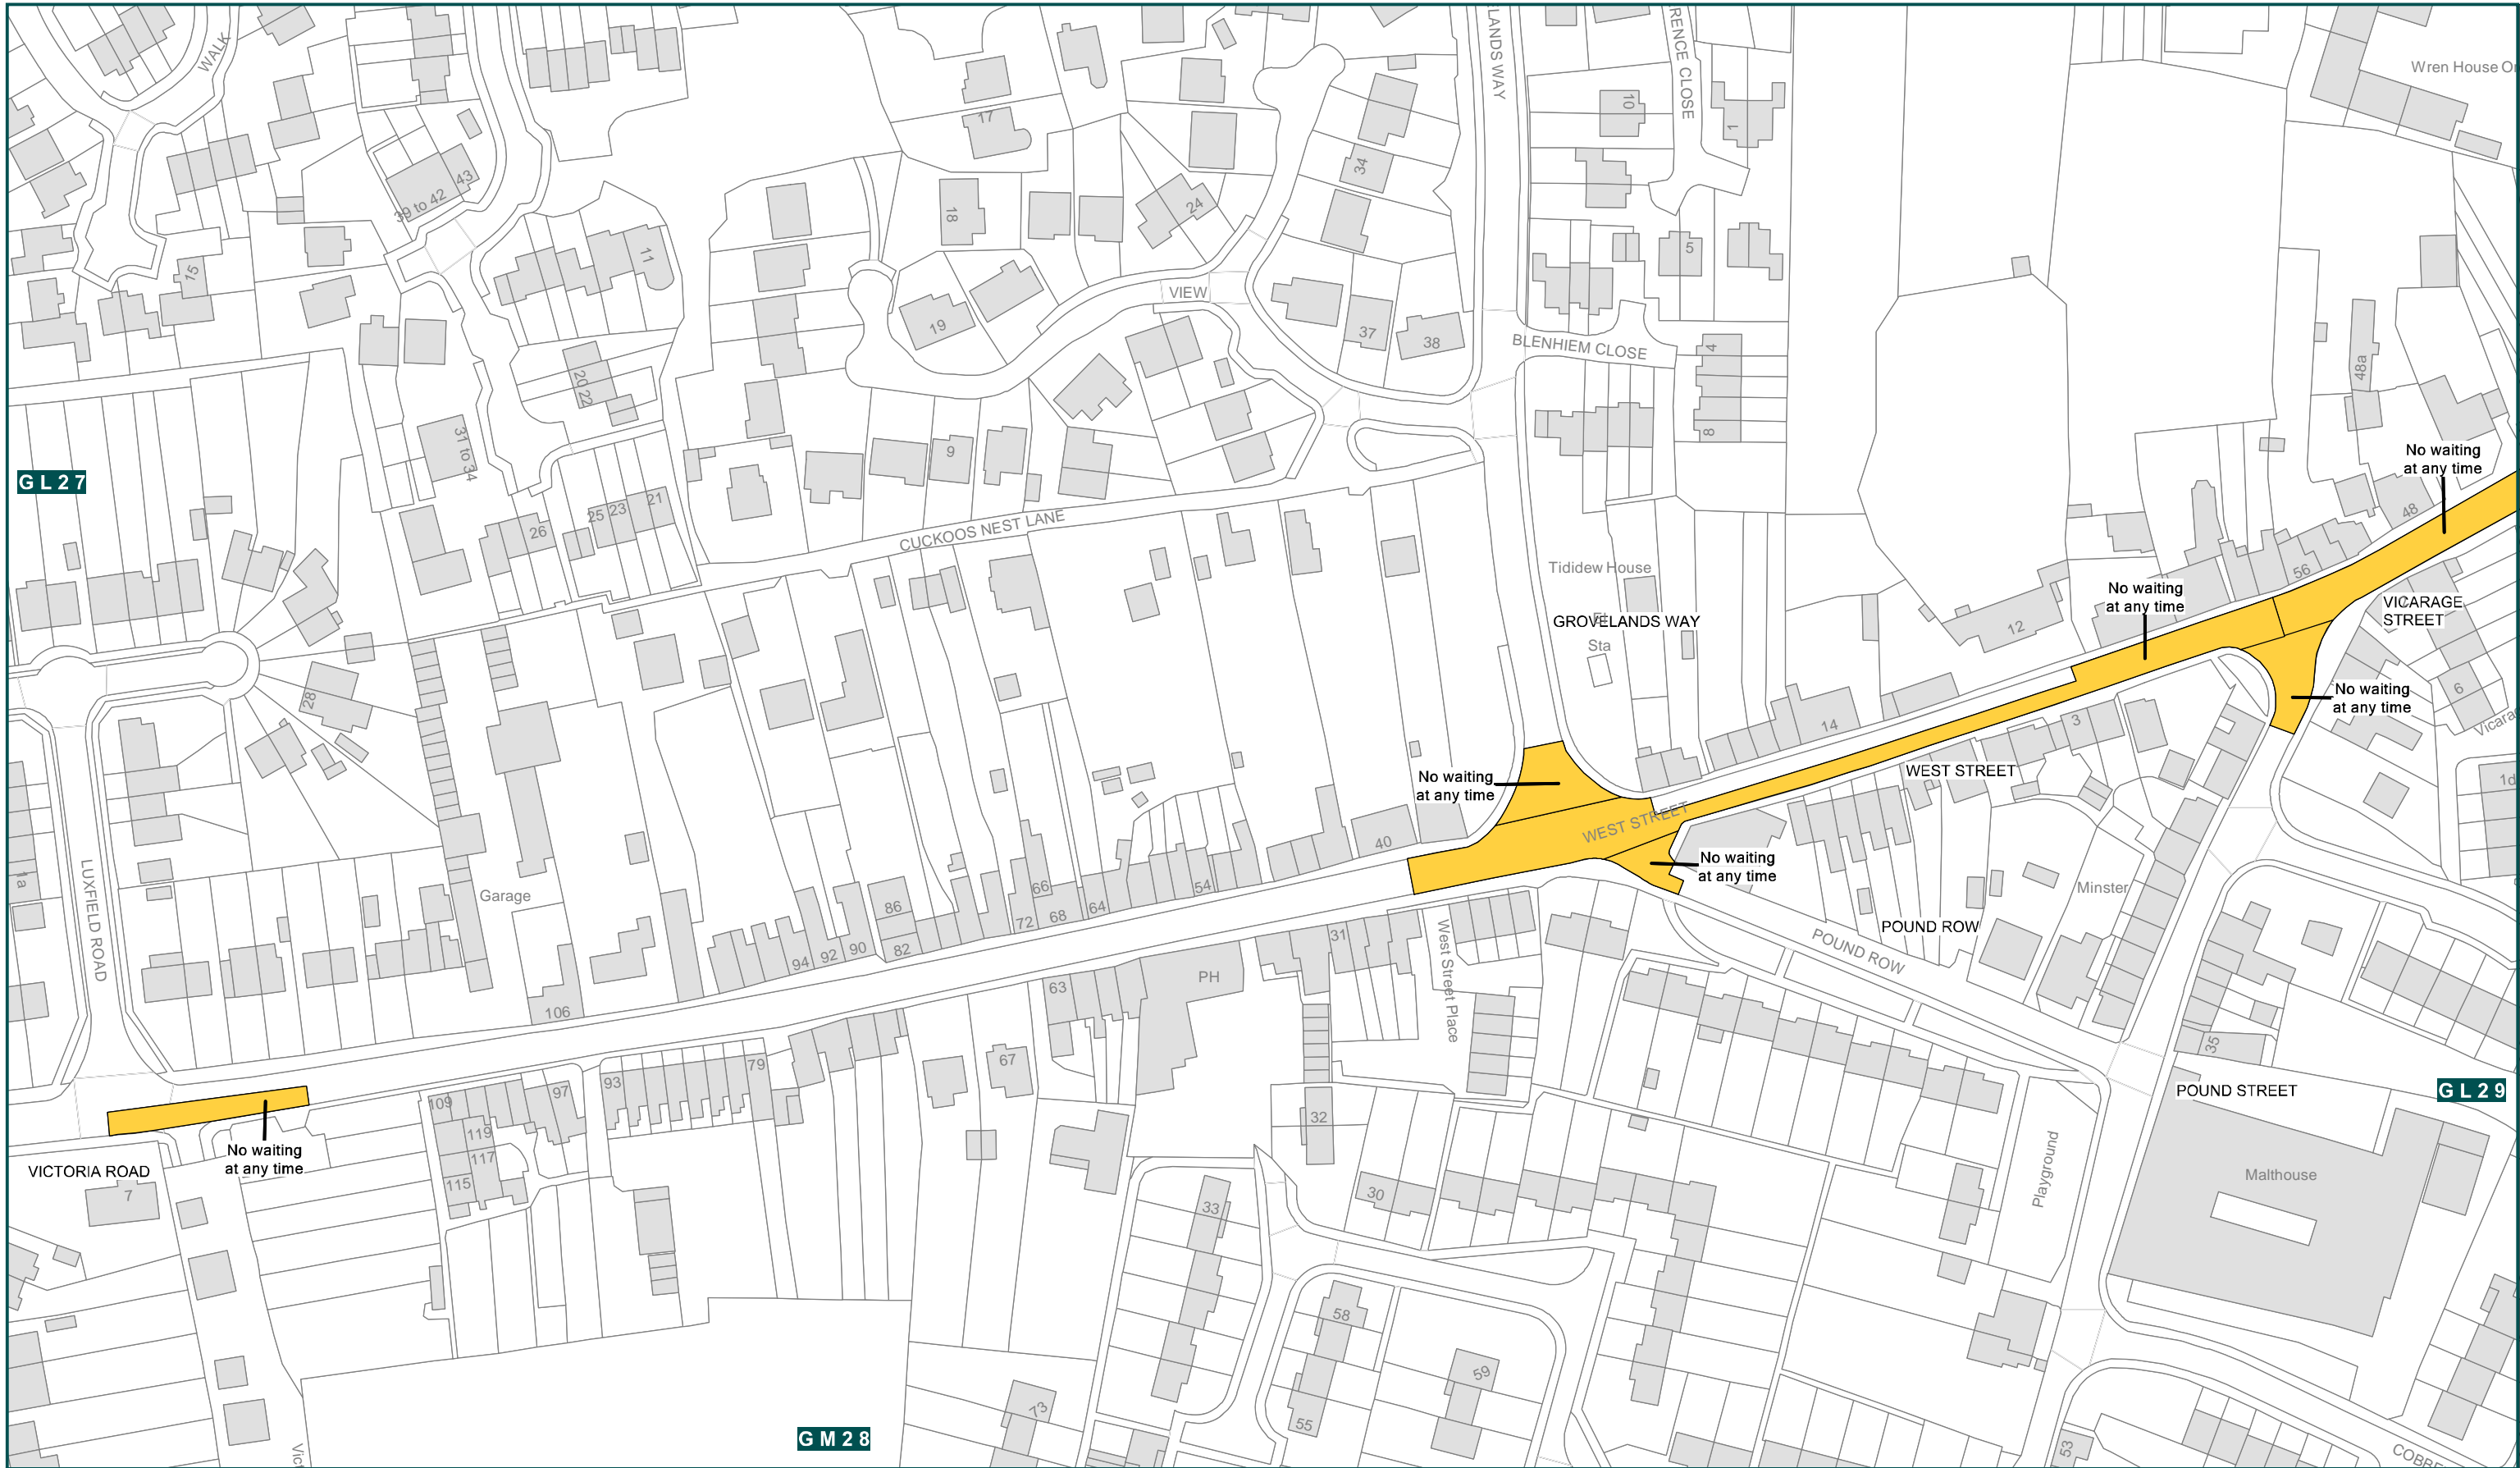 WALK
LANDS WAY
RENCE CLOSE
Wren House Or
17
10
1
34
43
39 to 42
18
24
11
15
5
VIEW
19
37
38
BLENHIEM CLOSE
4
48a
20
22
8
31 to 34
9
No waiting
at any time
GL27
21
23
25
26
48
CUCKOOS NEST LANE
Tididew House
56
No waiting
at any time
VICARAGE
STREET
El
Sta
GROVELANDS WAY
12
28
6
No waiting
at any time
Vicarag
3
14
WEST STREET
1d
No waiting
at any time
WEST STREET
40
1a
LUXFIELD ROAD
Garage
No waiting
at any time
Minster
86
66
54
72
68
64
POUND ROW
31
West Street Place
POUND ROW
94
92
90
82
PH
63
106
35
79
67
93
97
109
POUND STREET
GL29
32
119
117
115
No waiting
at any time
VICTORIA ROAD
7
Playground
Malthouse
30
33
58
59
73
55
GM28
Vict
53
COBBE